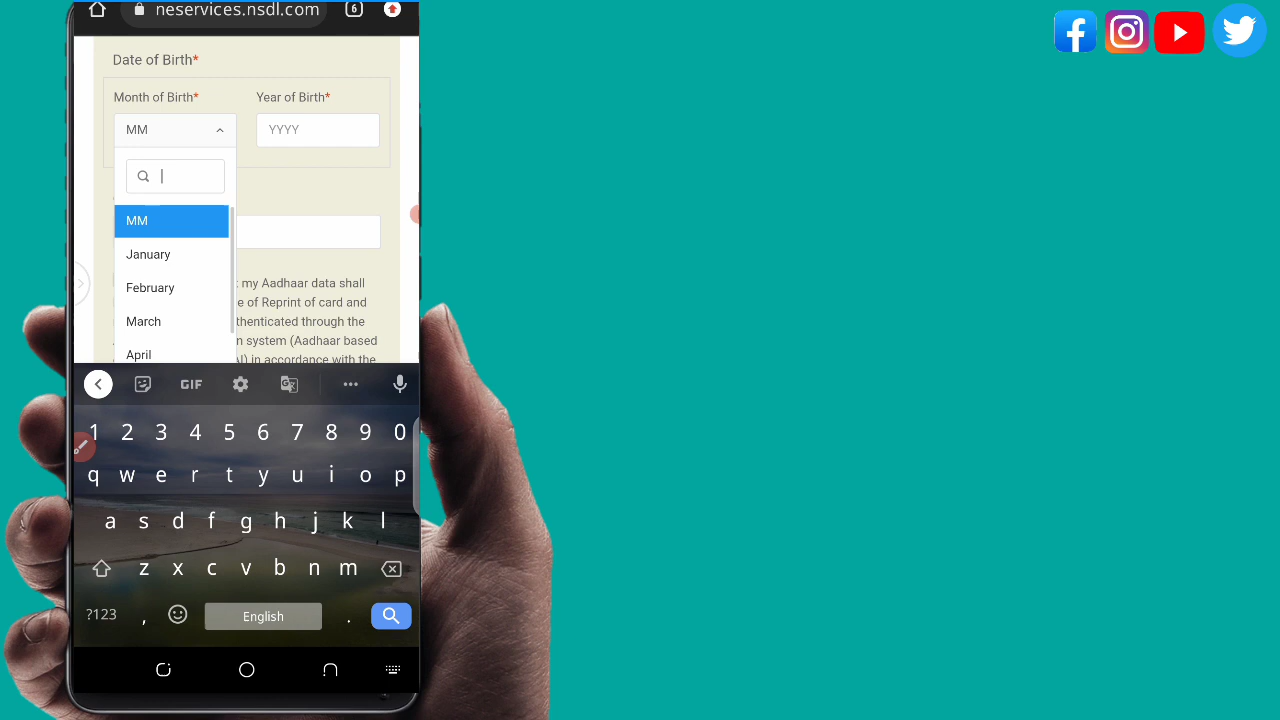 neservices.nsdl.com
6
Date of Birth*
Month of Birth*
Year of Birth*
MM
YYYY
MM
January
February
March
April
my Aadhaar data shall
e of Reprint of card and
thenticated through the
n system (Aadhaar based
AI) in accordance with the
GIF
1 2 3 4 5 6 7 8 9 0
q w e r t y u i o p
a s d f g h j k l
z x c v b n m
?123 , English .